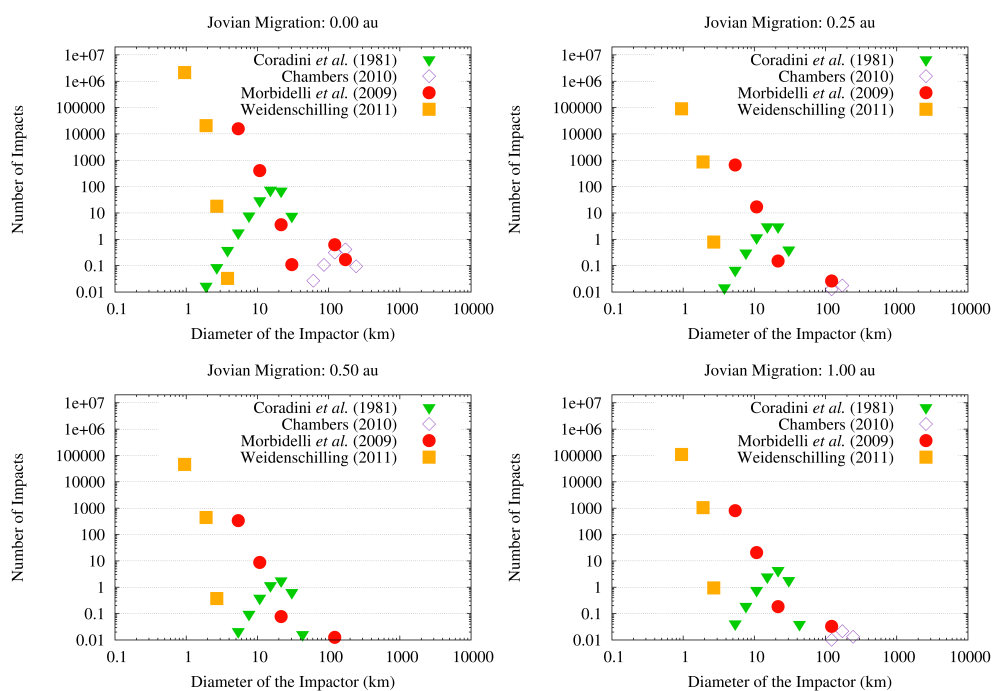 Jovian Migration: 0.00 au
Number of Impacts
1e+07
1e+06
100000
10000
1000
100
10
1
0.1
0.01
Coradini et al. (1981)
Chambers (2010)
Morbidelli et al. (2009)
Weidenschilling (2011)
0.1 1 10 100 1000 10000
Diameter of the Impactor (km)
Jovian Migration: 0.25 au
Number of Impacts
1e+07
1e+06
100000
10000
1000
100
10
1
0.1
0.01
Coradini et al. (1981)
Chambers (2010)
Morbidelli et al. (2009)
Weidenschilling (2011)
0.1 1 10 100 1000 10000
Diameter of the Impactor (km)
Jovian Migration: 0.50 au
Number of Impacts
1e+07
1e+06
100000
10000
1000
100
10
1
0.1
0.01
Coradini et al. (1981)
Chambers (2010)
Morbidelli et al. (2009)
Weidenschilling (2011)
0.1 1 10 100 1000 10000
Diameter of the Impactor (km)
Jovian Migration: 1.00 au
Number of Impacts
1e+07
1e+06
100000
10000
1000
100
10
1
0.1
0.01
Coradini et al. (1981)
Chambers (2010)
Morbidelli et al. (2009)
Weidenschilling (2011)
0.1 1 10 100 1000 10000
Diameter of the Impactor (km)